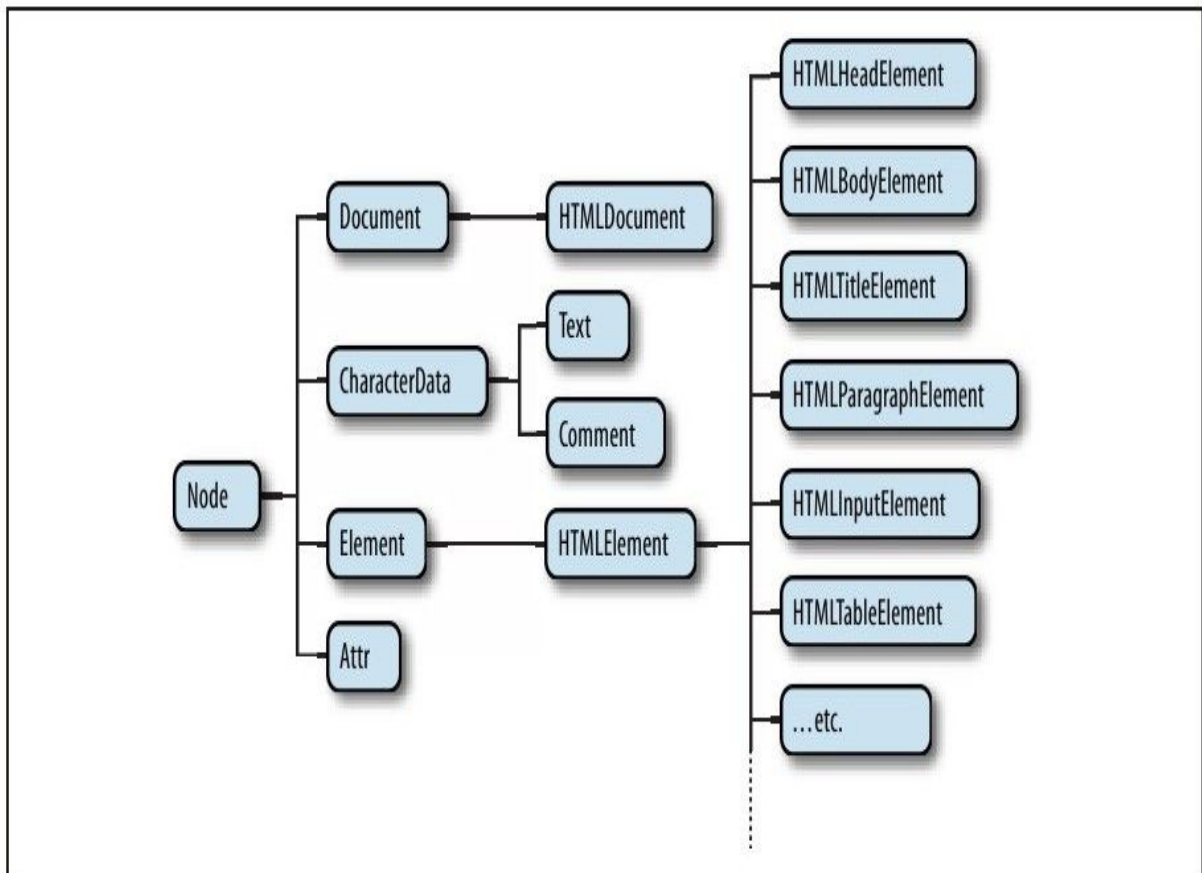 HTMLHeadElement
HTMLBodyElement
Document
HTMLDocument
HTMLTitleElement
Text
CharacterData
HTMLParagraphElement
Comment
Node
HTMLInputElement
Element
HTMLElement
HTMLTableElement
Attr
...etc.